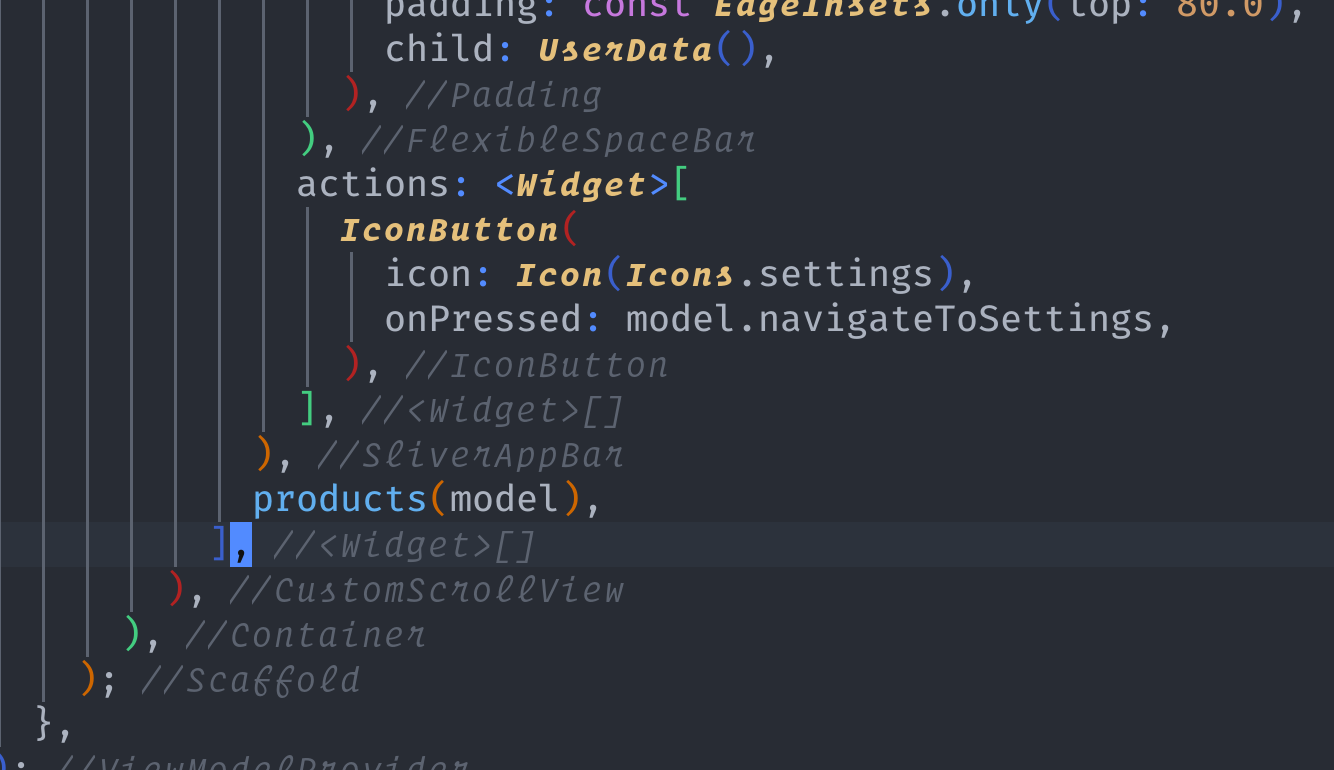 padding: const EdgeInsets.only(top: 80.0),
child: UserData(),
), //Padding
), //FlexibleSpaceBar
actions: <Widget>[
IconButton(
icon: Icon(Icons.settings),
onPressed: model.navigateToSettings,
), //IconButton
], //<Widget>[]
), //SliverAppBar
products(model),
], //<Widget>[]
), //CustomScrollView
), //Container
); //Scaffold
},
); //ViewModelProvider